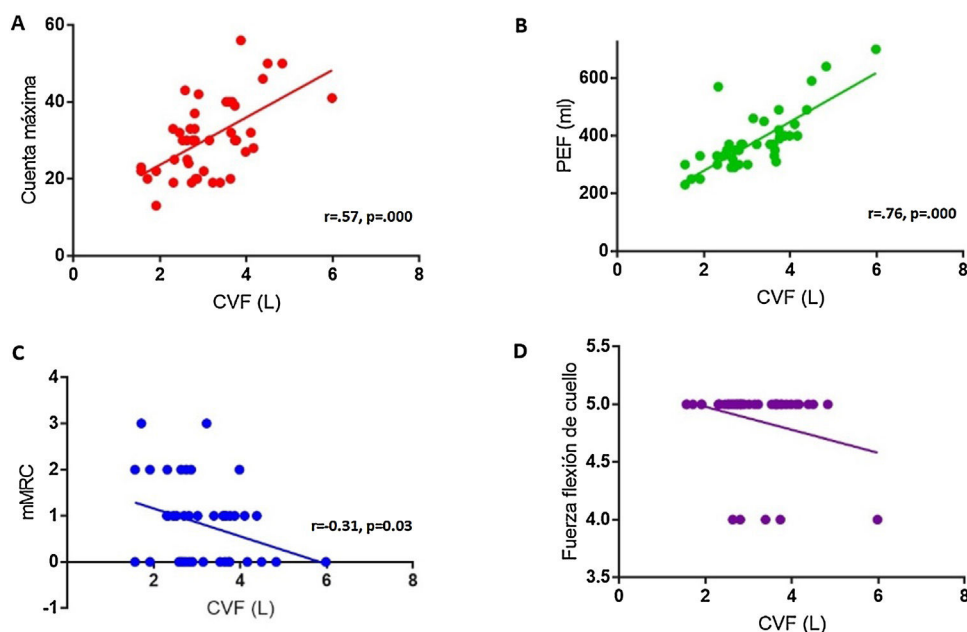 A
Cuenta máxima
60
40
20
0
0
2
4
6
8
CVF (L)
r=.57, p=.000
B
PEF (ml)
600
400
200
0
0
2
4
6
8
CVF (L)
r=.76, p=.000
C
mMRC
4
3
2
1
0
-1
2
4
6
8
CVF (L)
r=-0.31, p=0.03
D
Fuerza flexión de cuello
5.5
5.0
4.5
4.0
3.5
0
2
4
6
8
CVF (L)